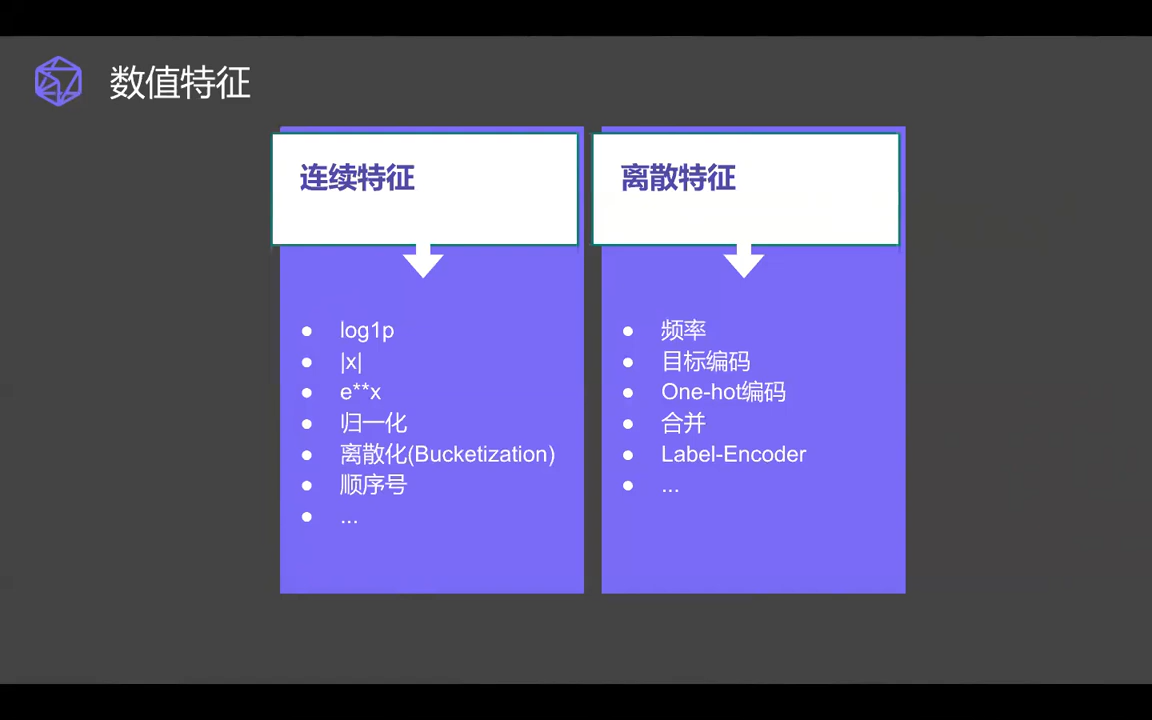 数值特征
连续特征
log1p
|x|
e**x
归一化
离散化(Bucketization)
顺序号
...
离散特征
频率
目标编码
One-hot编码
合并
Label-Encoder
...